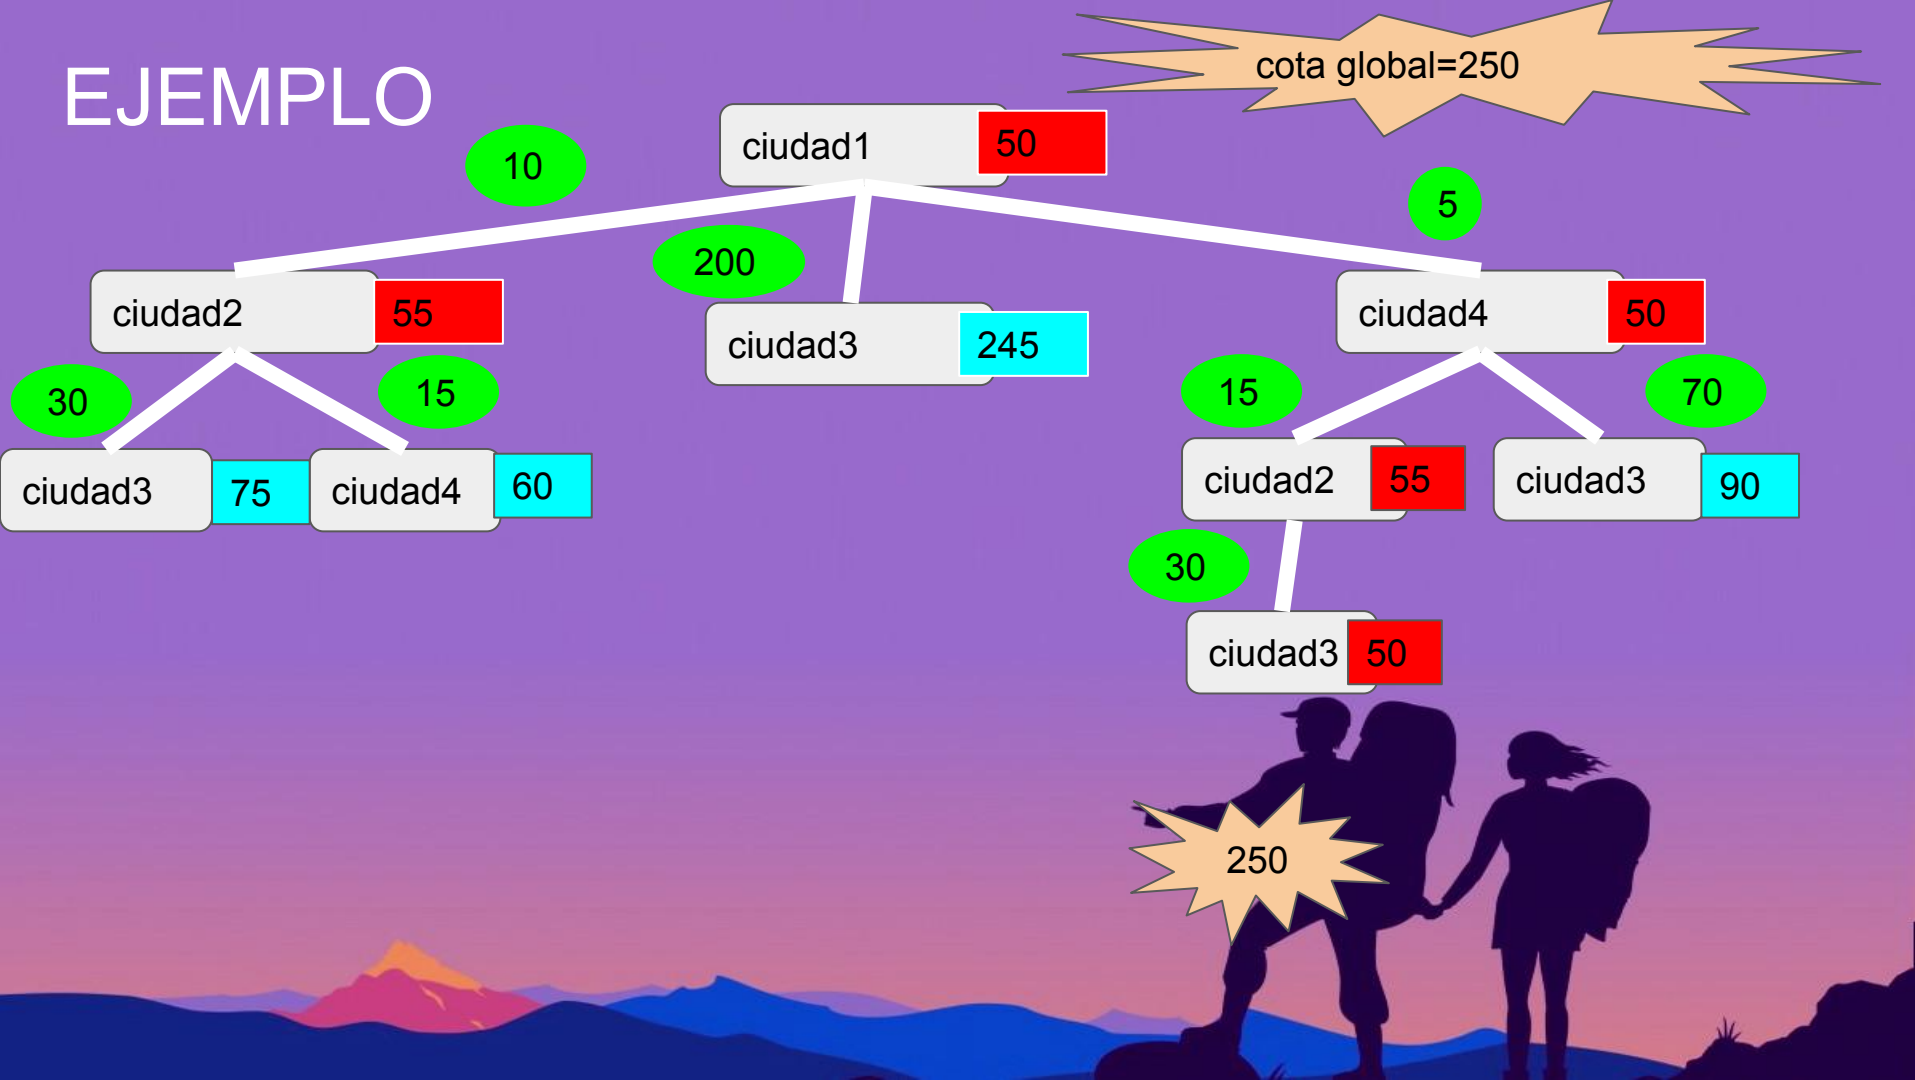 EJEMPLO
cota global=250
ciudad1 50
10
200
5
ciudad2 55
ciudad3 245
ciudad4 50
30
15
15
70
ciudad3 75
ciudad4 60
ciudad2 55
ciudad3 90
30
ciudad3 50
250